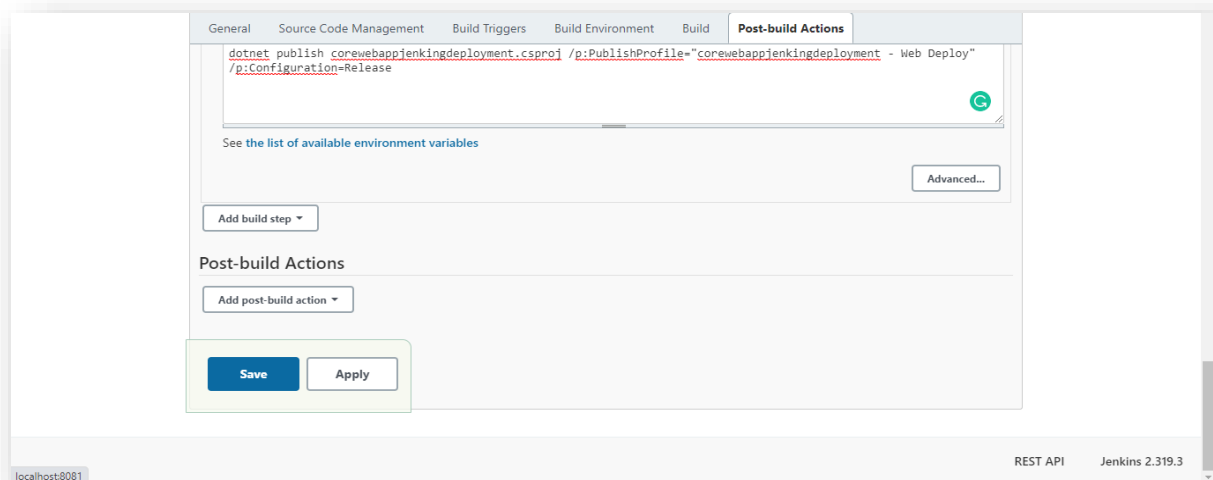 General Source Code Management Build Triggers Build Environment Build Post-build Actions
dotnet publish corewebappjenkingdeployment.csproj /p:PublishProfile="corewebappjenkingdeployment - Web Deploy"
/p:Configuration=Release
See the list of available environment variables
Advanced...
Add build step
Post-build Actions
Add post-build action
Save Apply
REST API Jenkins 2.319.3
localhost:8081